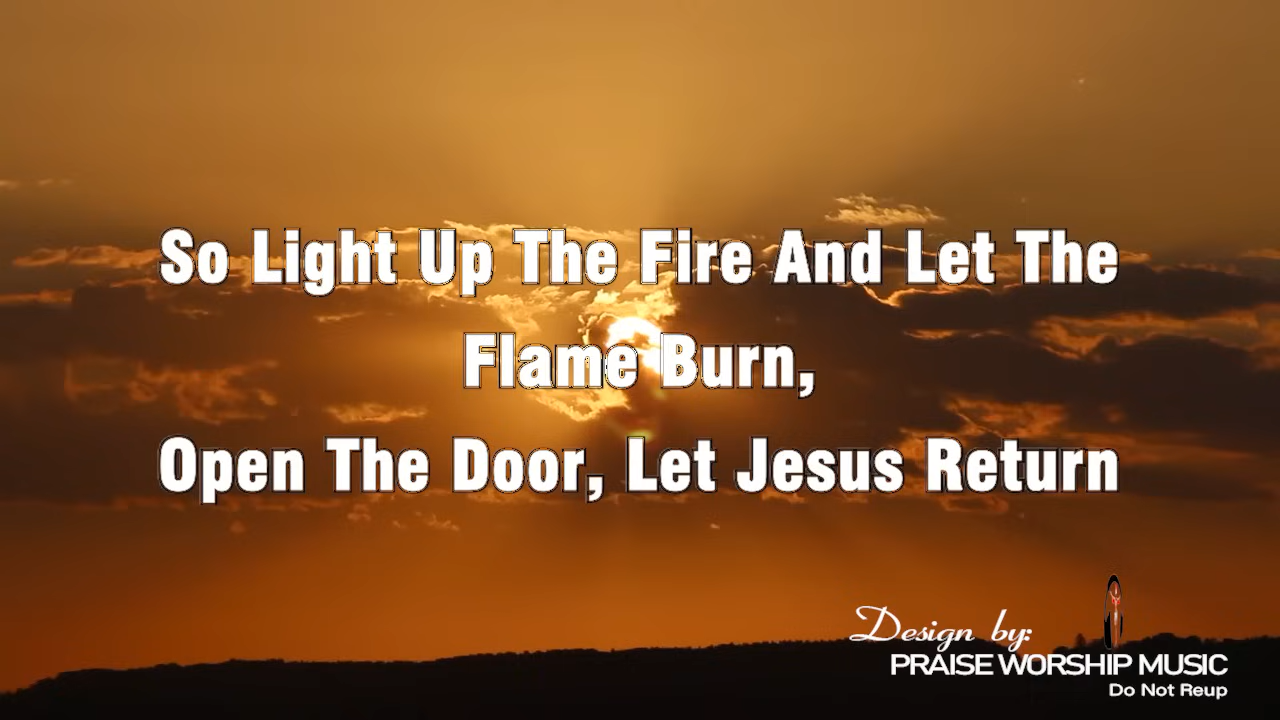 So Light Up The Fire And Let The
Flame Burn,
Open The Door, Let Jesus Return
Design by:
PRAISE WORSHIP MUSIC
Do Not Reup